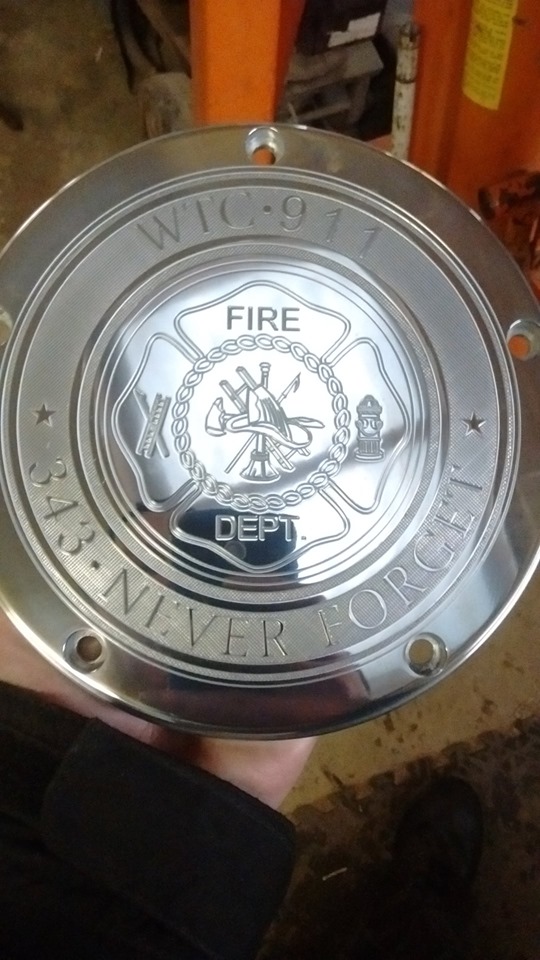 WTC·911
FIRE
DEPT.
343·NEVER FORGET